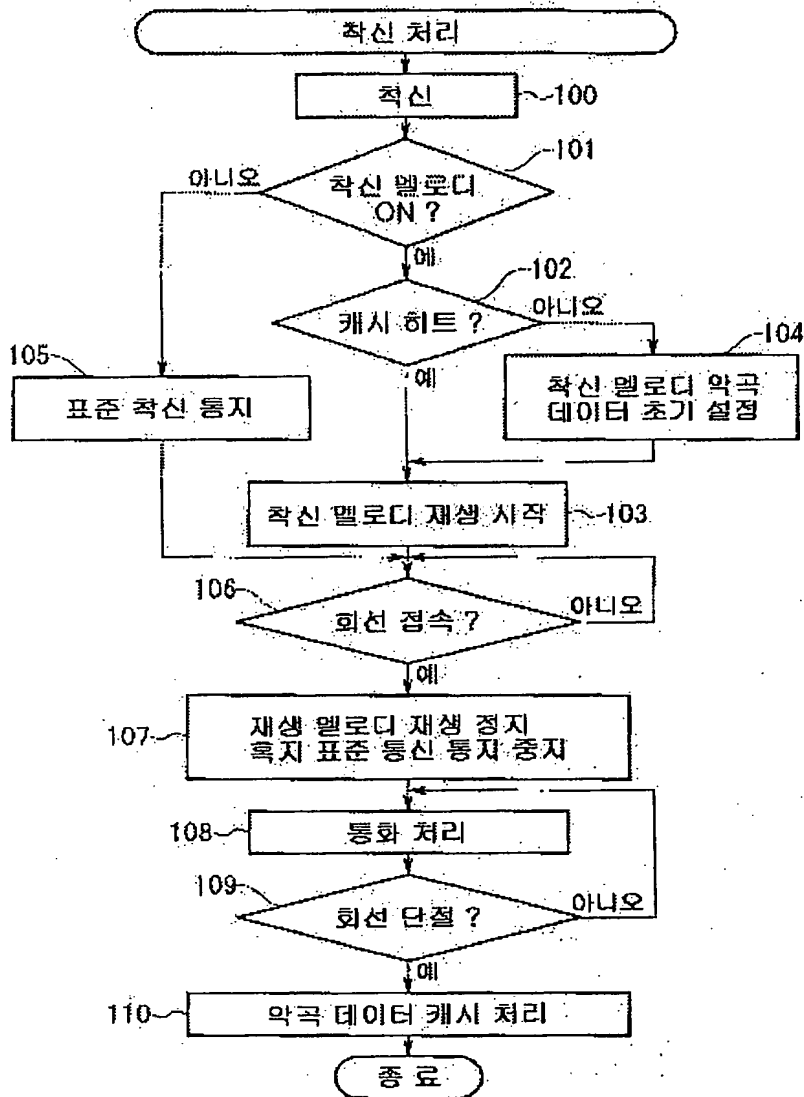 착신 처리
착신
100
101
아니오
착신 멜로디
ON ?
예
102
캐시 히트 ?
아니오
예
104
착신 멜로디 악곡
데이터 초기 설정
105
표준 착신 통지
착신 멜로디 재생 시작
103
106
회선 접속 ?
아니오
예
107
재생 멜로디 재생 정지
혹지 표준 통신 통지 중지
108
통화 처리
109
회선 단절 ?
아니오
예
110
악곡 데이터 캐시 처리
종료